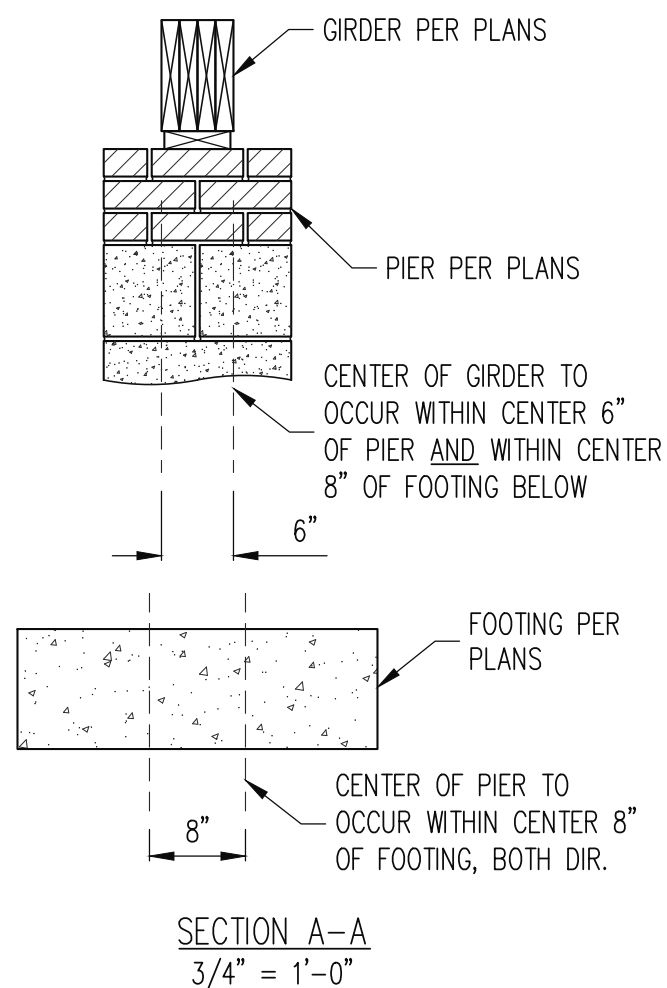 GIRDER PER PLANS
PIER PER PLANS
CENTER OF GIRDER TO
OCCUR WITHIN CENTER 6”
OF PIER AND WITHIN CENTER
8” OF FOOTING BELOW
6”
FOOTING PER
PLANS
CENTER OF PIER TO
OCCUR WITHIN CENTER 8”
OF FOOTING, BOTH DIR.
8”
SECTION A-A
3/4” = 1’-0”